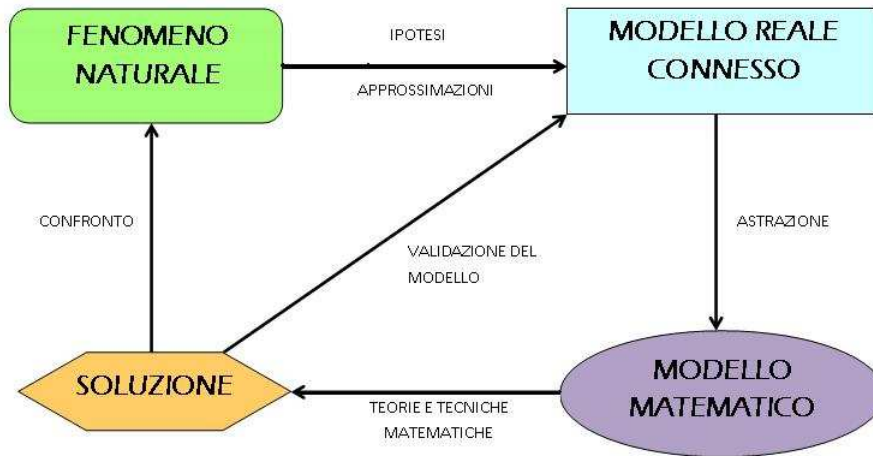 FENOMENO
NATURALE
IPOTESI
APPROSSIMAZIONI
MODELLO REALE
CONNESSO
CONFRONTO
VALIDAZIONE DEL
MODELLO
ASTRAZIONE
SOLUZIONE
TEORIE E TECNICHE
MATEMATICHE
MODELLO
MATEMATICO